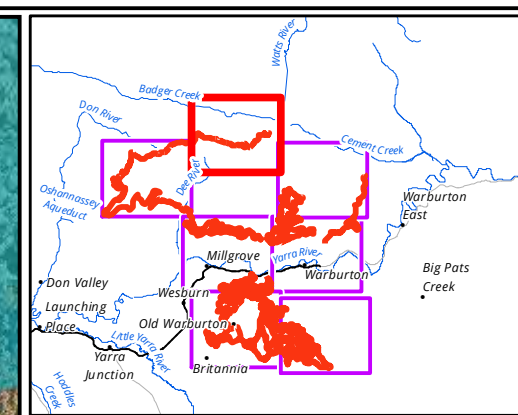 Watts River
Badger Creek
Don River
Cement Creek
Dee River
Oshannassey
Aqueduct
Warburton
East
Millgrove
Yarra River
Warburton
Big Pats
Creek
Don Valley
Wesburn
Launching
Place
Old Warburton
Little Yarra River
Yarra
Junction
Britannia
Hoddles
Creek